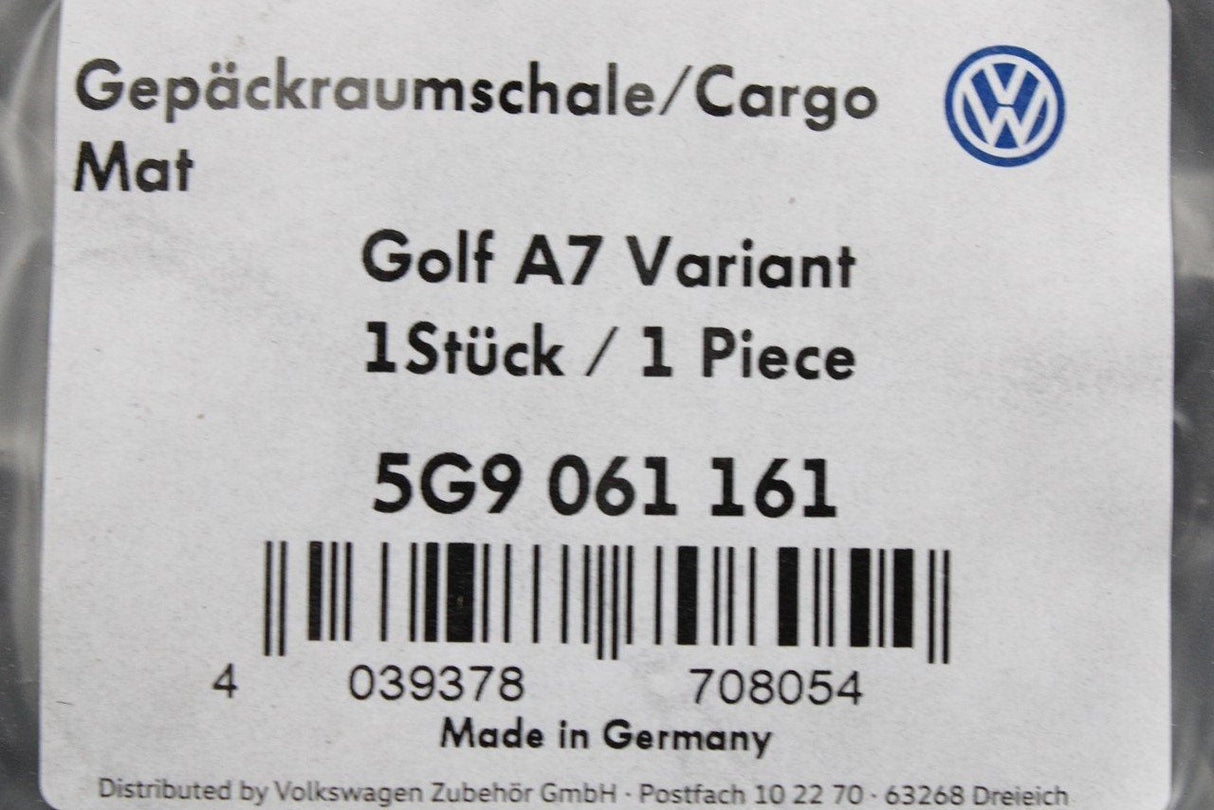 Gepäckraumschale/Cargo
Mat
Golf A7 Variant
1Stück / 1 Piece
5G9 061 161
4 039378 708054
Made in Germany
Distributed by Volkswagen Zubehör GmbH · Postfach 10 22 70 · 63268 Dreieich